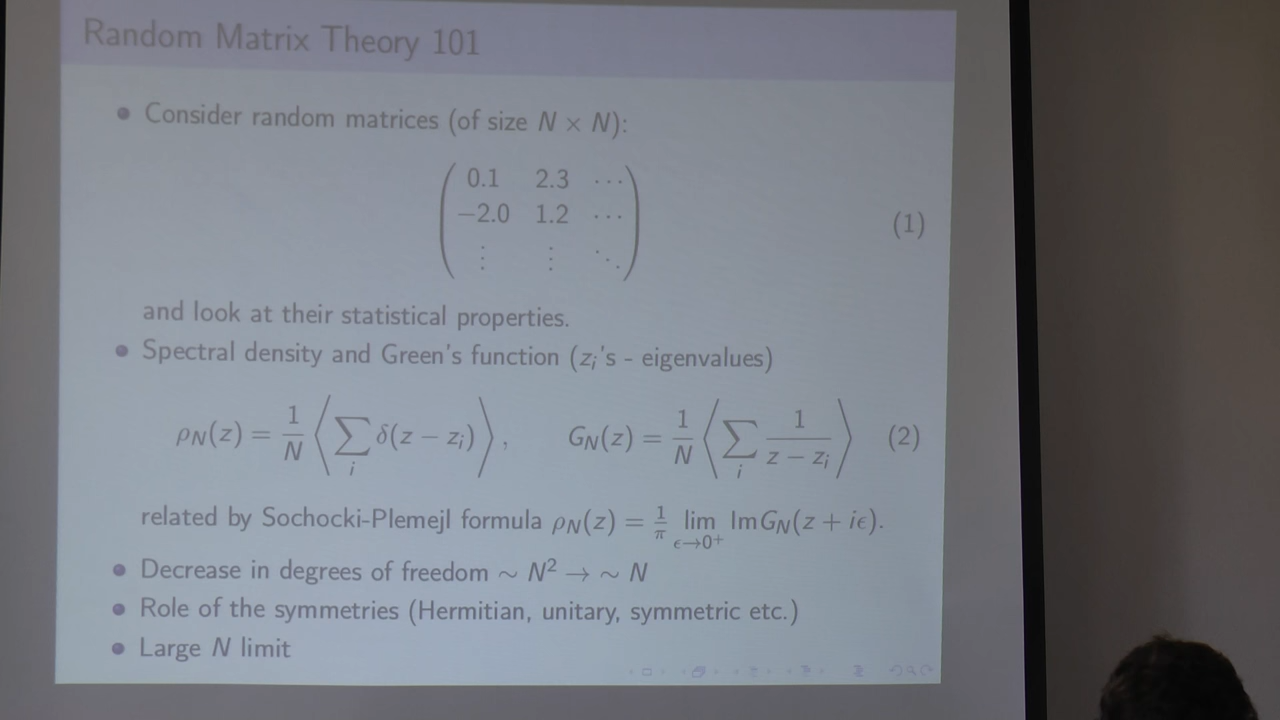 Random Matrix Theory 101
Consider random matrices (of size N × N):
0.1 2.3 ⋯
−2.0 1.2 ⋯
⋮ ⋮ ⋱
(1)
and look at their statistical properties.
Spectral density and Green's function (z_i's - eigenvalues)
ρ_N(z) = 1/N ⟨∑_i δ(z − z_i)⟩, G_N(z) = 1/N ⟨∑_i 1/(z − z_i)⟩ (2)
related by Sochocki-Plemejl formula ρ_N(z) = 1/π lim_{ϵ→0⁺} ImG_N(z + iϵ).
Decrease in degrees of freedom ∼ N² → ∼ N
Role of the symmetries (Hermitian, unitary, symmetric etc.)
Large N limit